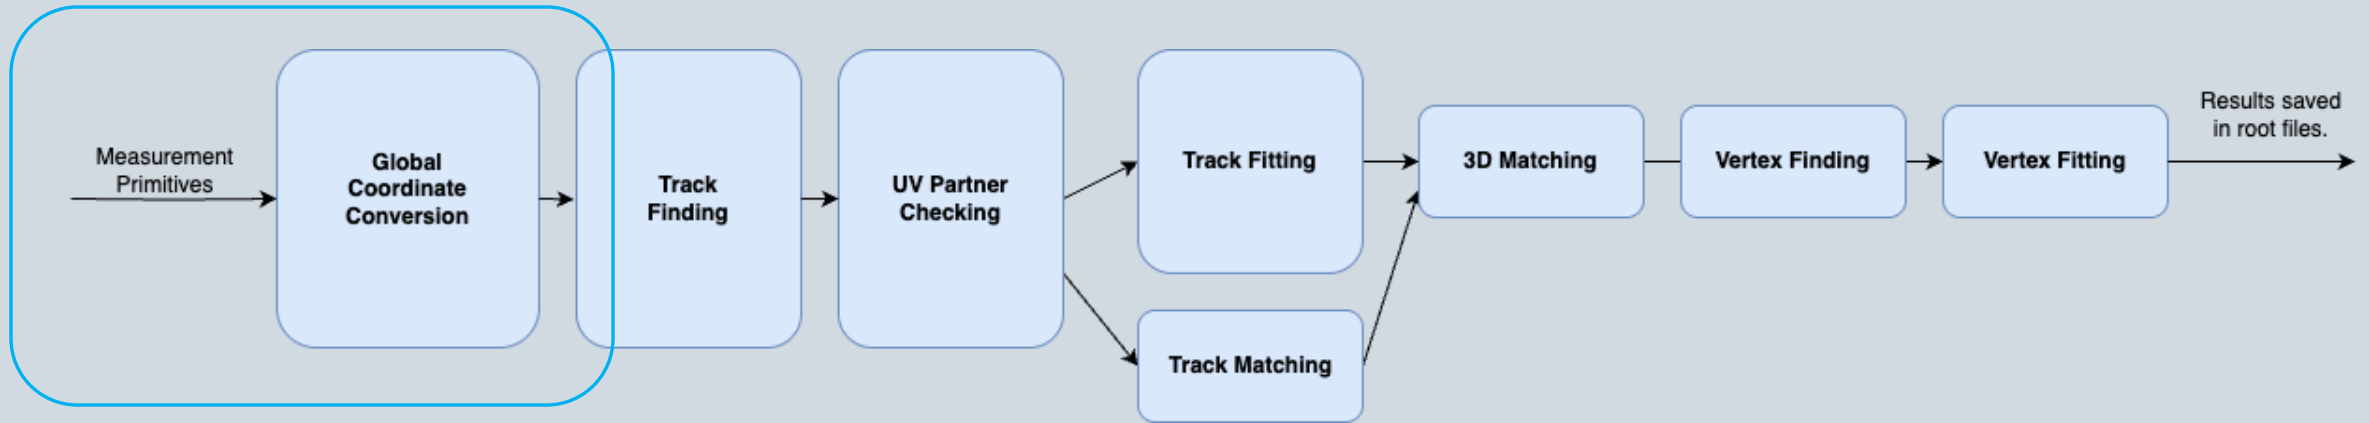 Measurement
Primitives
Global
Coordinate
Conversion
Track
Finding
UV Partner
Checking
Track Fitting
Track Matching
3D Matching
Vertex Finding
Vertex Fitting
Results saved
in root files.